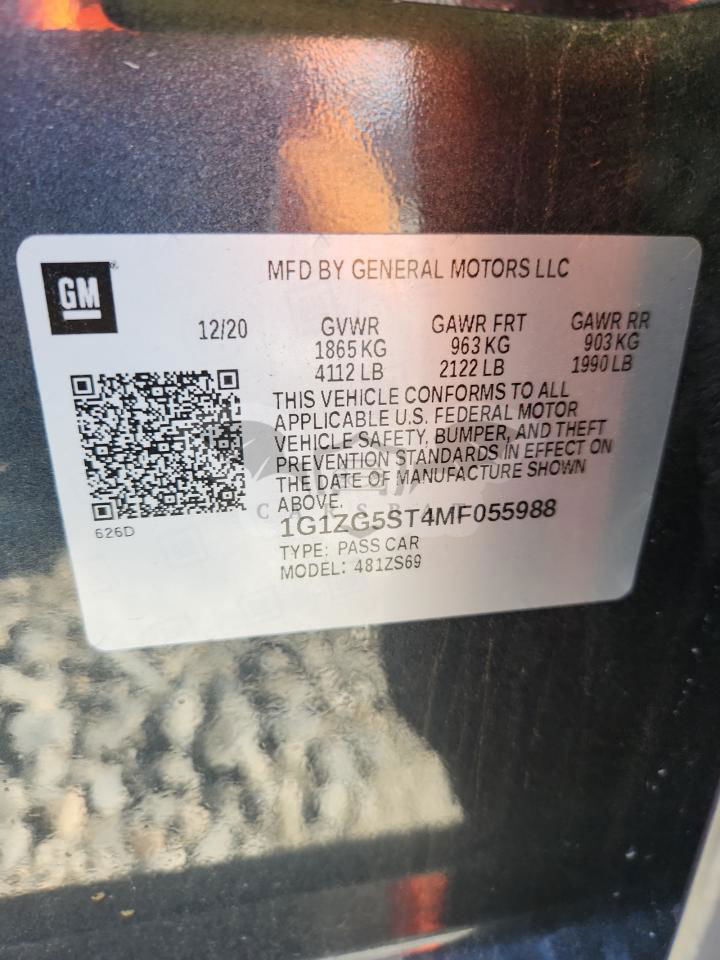 GM
MFD BY GENERAL MOTORS LLC
12/20 GVWR GAWR FRT GAWR RR
1865 KG 963 KG 903 KG
4112 LB 2122 LB 1990 LB
THIS VEHICLE CONFORMS TO ALL
APPLICABLE U.S. FEDERAL MOTOR
VEHICLE SAFETY, BUMPER, AND THEFT
PREVENTION STANDARDS IN EFFECT ON
THE DATE OF MANUFACTURE SHOWN
ABOVE.
1G1ZG5ST4MF055988
TYPE: PASS CAR
MODEL: 481ZS69
626D